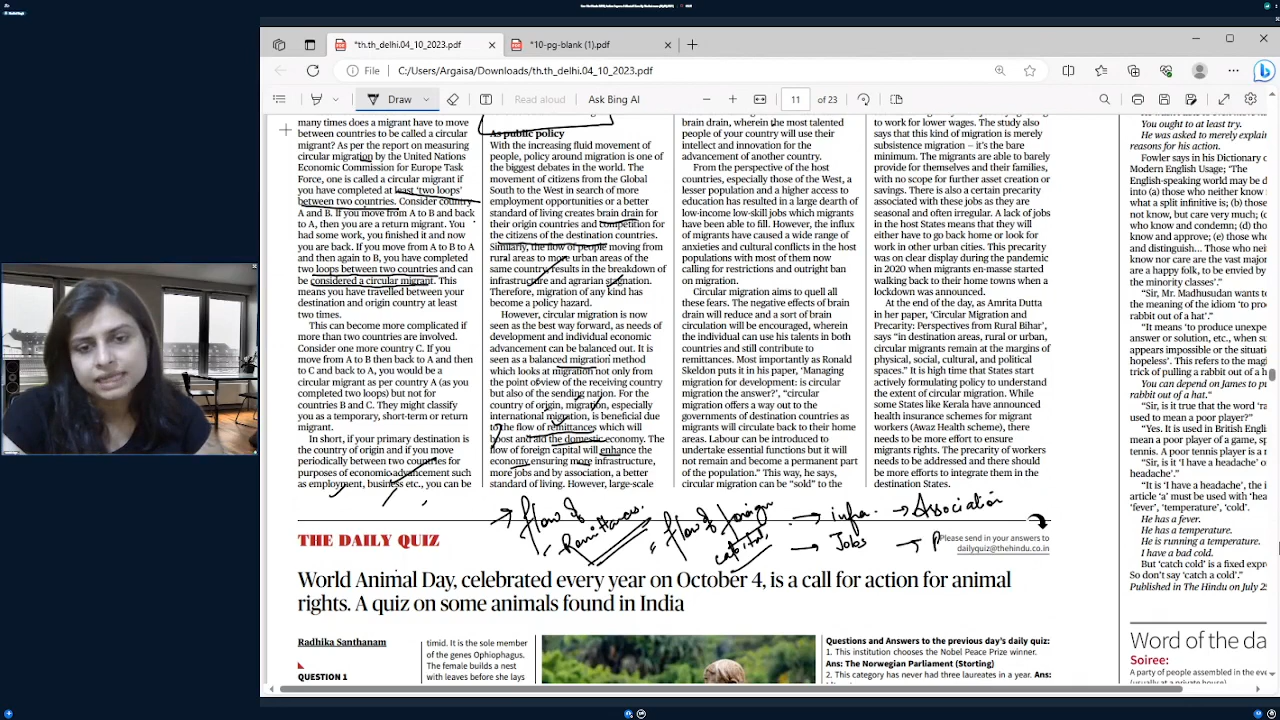 *th.th_delhi.04_10_2023.pdf
*10-pg-blank (1).pdf
File
C:/Users/Argaisa/Downloads/th.th_delhi.04_10_2023.pdf
Draw
Read aloud
Ask Bing AI
11
of 23
many times does a migrant have to move
between countries to be called a circular
migrant? As per the report on measuring
circular migration by the United Nations
Economic Commission for Europe Task
Force, one is called a circular migrant if
you have completed at least 'two loops'
between two countries. Consider country
A and B. If you move from A to B and back
to A, then you are a return migrant. You
had some work, you finished it and now
you are back. If you move from A to B to A
and then again to B, you have completed
two loops between two countries and can
be considered a circular migrant. This
means you have travelled between your
destination and origin country at least
two times.
This can become more complicated if
more than two countries are involved.
Consider one more country C. If you
move from A to B then back to A and then
to C and back to A, you would be a
circular migrant as per country A (as you
completed two loops) but not for
countries B and C. They might classify
you as a temporary, short-term or return
migrant.
In short, if your primary destination is
the country of origin and if you move
periodically between two countries for
purposes of economic advancement such
as employment, business etc., you can be
As public policy
With the increasing fluid movement of
people, policy around migration is one of
the biggest debates in the world. The
movement of citizens from the Global
South to the West in search of more
employment opportunities or a better
standard of living creates brain drain for
their origin countries and competition for
the citizens of the destination countries.
Similarly, the flow of people moving from
rural areas to more urban areas of the
same country results in the breakdown of
infrastructure and agrarian stagnation.
Therefore, migration of any kind has
become a policy hazard.
However, circular migration is now
seen as the best way forward, as needs of
development and individual economic
advancement can be balanced out. It is
seen as a balanced migration method
which looks at migration not only from
the point of view of the receiving country
but also of the sending nation. For the
country of origin, migration, especially
international migration, is beneficial due
to the flow of remittances which will
boost and aid the domestic economy. The
flow of foreign capital will enhance the
economy ensuring more infrastructure,
more jobs and by association, a better
standard of living. However, large-scale
brain drain, wherein the most talented
people of your country will use their
intellect and innovation for the
advancement of another country.
From the perspective of the host
countries, especially those of the West, a
lesser population and a higher access to
education has resulted in a large dearth of
low-income low-skill jobs which migrants
have been able to fill. However, the influx
of migrants have caused a wide range of
anxieties and cultural conflicts in the host
populations with most of them now
calling for restrictions and outright ban
on migration.
Circular migration aims to quell all
these fears. The negative effects of brain
drain will reduce and a sort of brain
circulation will be encouraged, wherein
the individual can use his talents in both
countries and still contribute to
remittances. Most importantly as Ronald
Skeldon puts it in his paper, 'Managing
migration for development: is circular
migration the answer?', "circular
migration offers a way out to the
governments of destination countries as
migrants will circulate back to their home
areas. Labour can be introduced to
undertake essential functions but it will
not remain and become a permanent part
of the population." This way, he says,
circular migration can be "sold" to the
to work for lower wages. The study also
says that this kind of migration is merely
subsistence migration – it's the bare
minimum. The migrants are able to barely
provide for themselves and their families,
with no scope for further asset creation or
savings. There is also a certain precarity
associated with these jobs as they are
seasonal and often irregular. A lack of jobs
in the host States means that they will
either have to go back home or look for
work in other urban cities. This precarity
was on clear display during the pandemic
in 2020 when migrants en-masse started
walking back to their home towns when a
lockdown was announced.
At the end of the day, as Amrita Dutta
in her paper, 'Circular Migration and
Precarity: Perspectives from Rural Bihar',
says "in destination areas, rural or urban,
circular migrants remain at the margins of
physical, social, cultural, and political
spaces." It is high time that States start
actively formulating policy to understand
the extent of circular migration. While
some States like Kerala have announced
health insurance schemes for migrant
workers (Awaz Health scheme), there
needs to be more effort to ensure
migrants rights. The precarity of workers
needs to be addressed and there should
be more efforts to integrate them in the
destination States.
You ought to at least try.
He was asked to merely explain
reasons for his action.
Fowler says in his Dictionary o
Modern English Usage; "The
English-speaking world may be d
into (a) those who neither know
what a split infinitive is; (b) those
not know, but care very much; (c
who know and condemn; (d) tho
know and approve; (e) those who
and distinguish... Those who nei
know nor care are the vast major
are a happy folk, to be envied by
the minority classes".
"Sir, Mr. Madhusudan wants to
the meaning of the idiom 'to pro
rabbit out of a hat'."
"It means 'to produce unexpe
answer or solution, etc., when su
appears impossible or the situati
hopeless'. This refers to the magi
trick of pulling a rabbit out of a h
You can depend on James to p
rabbit out of a hat."
"Sir, is it true that the word 'ra
used to mean a poor player?"
"Yes. It is used in British Engl
mean a poor player of a game, sp
tennis. A poor tennis player is a r
"Sir, is it 'I have a headache' o
headache'."
"It is 'I have a headache', the i
article 'a' must be used with 'hea
'fever', 'temperature', 'cold'.
He has a fever.
He has a temperature.
He is running a temperature.
I have a bad cold.
But 'catch cold' is a fixed expre
So don't say 'catch a cold'."
Published in The Hindu on July 2
→ flow of Remittances.
" flow of foreign capital,
→ infra. → Association
→ Jobs → P
THE DAILY QUIZ
Please send in your answers to
dailyquiz@thehindu.co.in
World Animal Day, celebrated every year on October 4, is a call for action for animal
rights. A quiz on some animals found in India
Radhika Santhanam
QUESTION 1
timid. It is the sole member
of the genes Ophiophagus.
The female builds a nest
with leaves before she lays
Questions and Answers to the previous day's daily quiz:
1. This institution chooses the Nobel Peace Prize winner.
Ans: The Norwegian Parliament (Storting)
2. This category has never had three laureates in a year. Ans:
Word of the da
Soiree:
A party of people assembled in the eve
(usually at a private house)